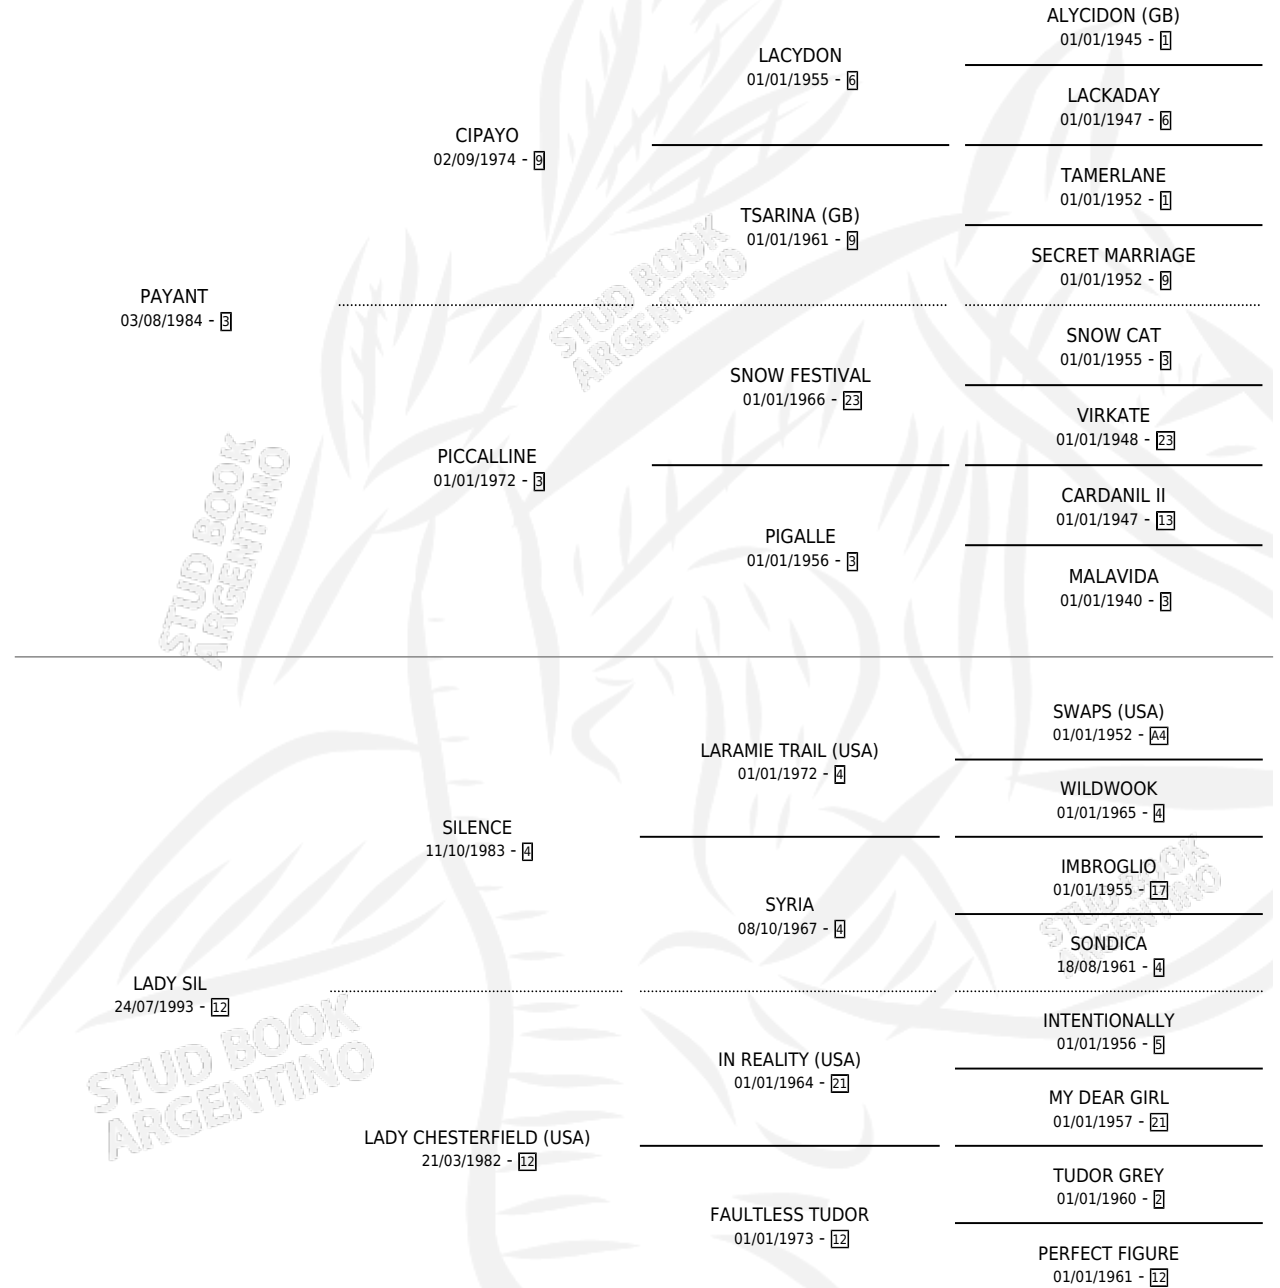 ALYCIDON (GB)
01/01/1945 - 1
LACYDON
01/01/1955 - 6
LACKADAY
01/01/1947 - 6
CIPAYO
02/09/1974 - 9
TAMERLANE
01/01/1952 - 1
TSARINA (GB)
01/01/1961 - 9
SECRET MARRIAGE
01/01/1952 - 9
PAYANT
03/08/1984 - 3
SNOW CAT
01/01/1955 - 3
SNOW FESTIVAL
01/01/1966 - 23
VIRKATE
01/01/1948 - 23
PICCALLINE
01/01/1972 - 3
CARDANIL II
01/01/1947 - 13
PIGALLE
01/01/1956 - 3
MALAVIDA
01/01/1940 - 3
STUD BOOK
ARGENTINO
STUD BOOK
ARGENTINO
SWAPS (USA)
01/01/1952 - A4
LARAMIE TRAIL (USA)
01/01/1972 - 4
WILDWOOK
01/01/1965 - 4
SILENCE
11/10/1983 - 4
IMBROGLIO
01/01/1955 - 17
SYRIA
08/10/1967 - 4
SONDICA
18/08/1961 - 4
LADY SIL
24/07/1993 - 12
INTENTIONALLY
01/01/1956 - 5
IN REALITY (USA)
01/01/1964 - 21
MY DEAR GIRL
01/01/1957 - 21
LADY CHESTERFIELD (USA)
21/03/1982 - 12
TUDOR GREY
01/01/1960 - 2
FAULTLESS TUDOR
01/01/1973 - 12
PERFECT FIGURE
01/01/1961 - 12
STUD BOOK
ARGENTINO
STUD BOOK
ARGENTINO